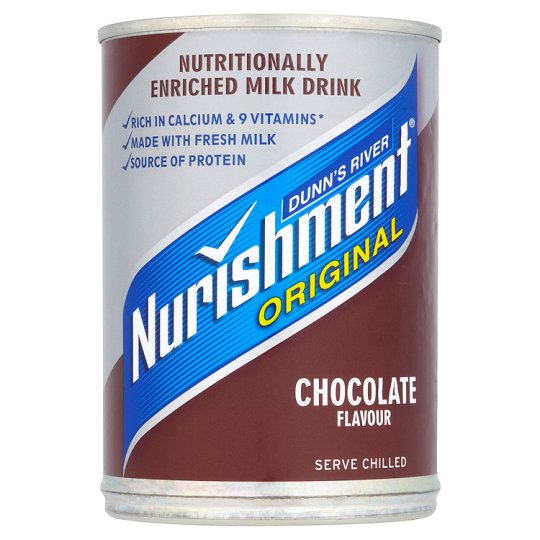 NUTRITIONALLY
ENRICHED MILK DRINK
RICH IN CALCIUM & 9 VITAMINS*
MADE WITH FRESH MILK
SOURCE OF PROTEIN
DUNN'S RIVER
Nurishment®
ORIGINAL
CHOCOLATE
FLAVOUR
SERVE CHILLED